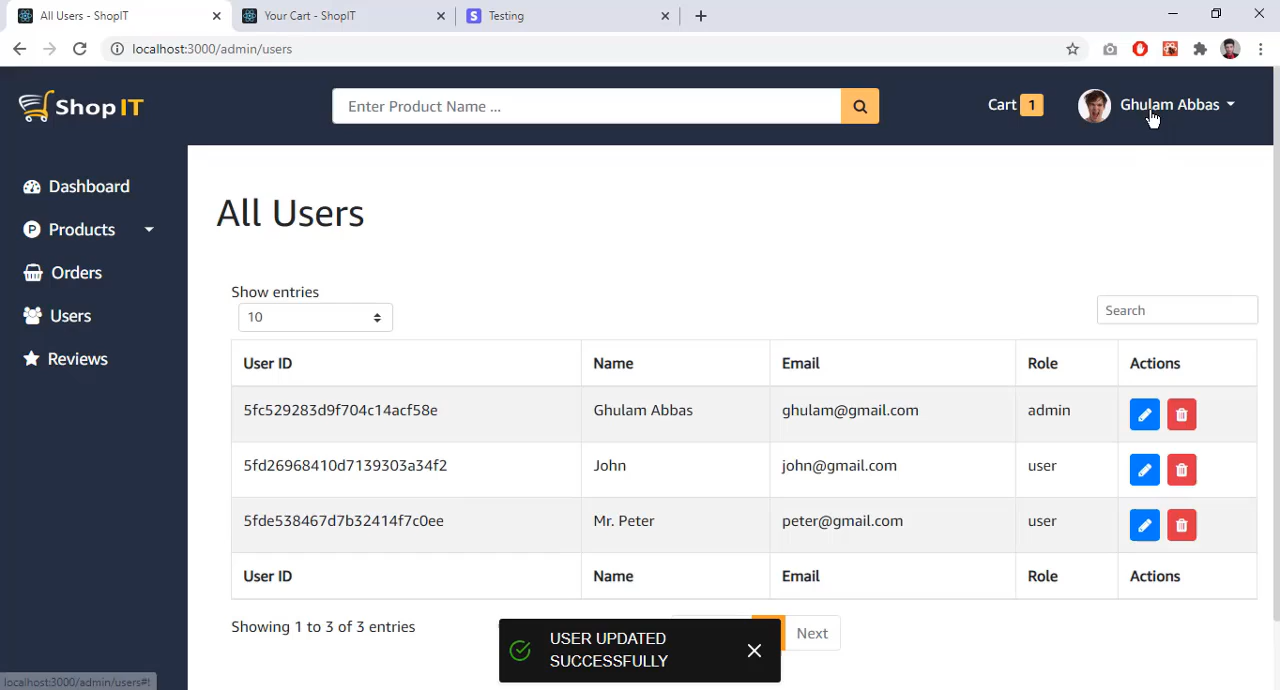 All Users - ShopIT
Your Cart - ShopIT
S Testing
localhost:3000/admin/users
Shop IT
Enter Product Name ...
Cart 1
Ghulam Abbas
Dashboard
P Products
Orders
Users
Reviews
All Users
Show entries
10
Search
User ID Name Email Role Actions
5fc529283d9f704c14acf58e Ghulam Abbas ghulam@gmail.com admin
5fd26968410d7139303a34f2 John john@gmail.com user
5fde538467d7b32414f7c0ee Mr. Peter peter@gmail.com user
User ID Name Email Role Actions
Showing 1 to 3 of 3 entries
Next
USER UPDATED
SUCCESSFULLY
localhost:3000/admin/users#!